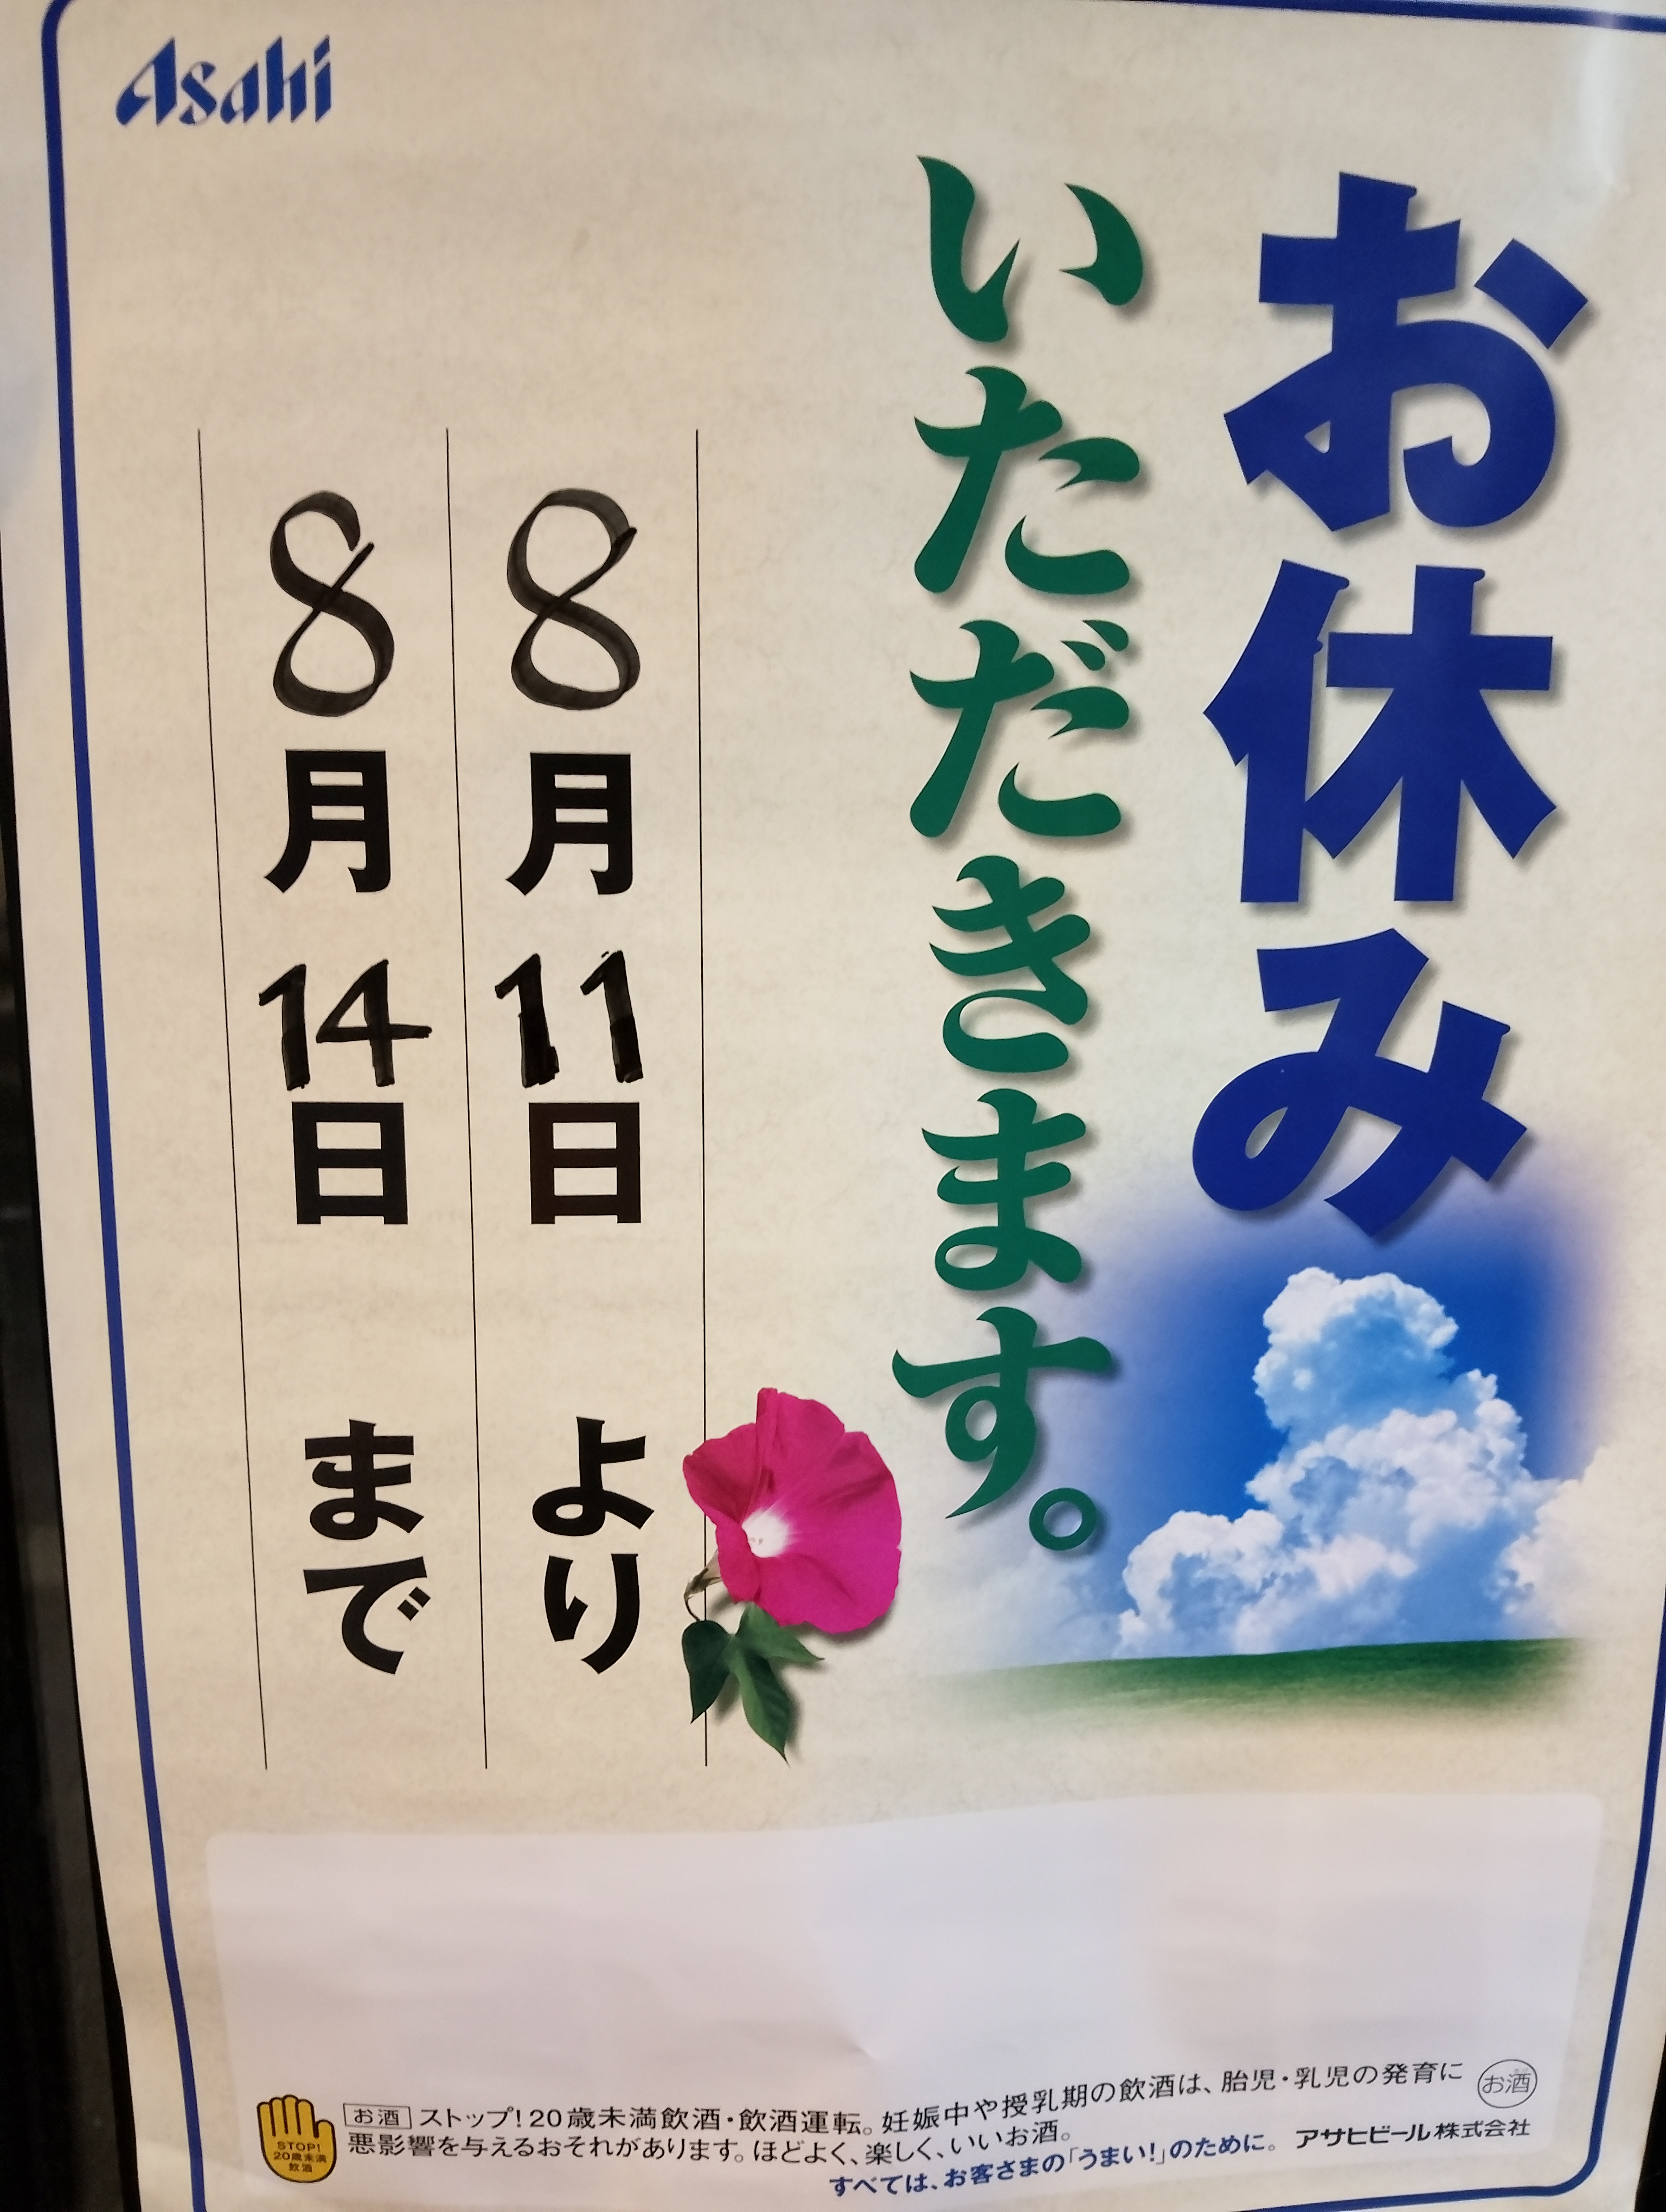 Asahi
お休み
いただきます。
8月11日 より
8月14日 まで
STOP!
20歳未満
飲酒
お酒 ストップ!20歳未満飲酒・飲酒運転。妊娠中や授乳期の飲酒は、胎児・乳児の発育に
悪影響を与えるおそれがあります。ほどよく、楽しく、いいお酒。
お酒
すべては、お客さまの「うまい!」のために。 アサヒビール株式会社